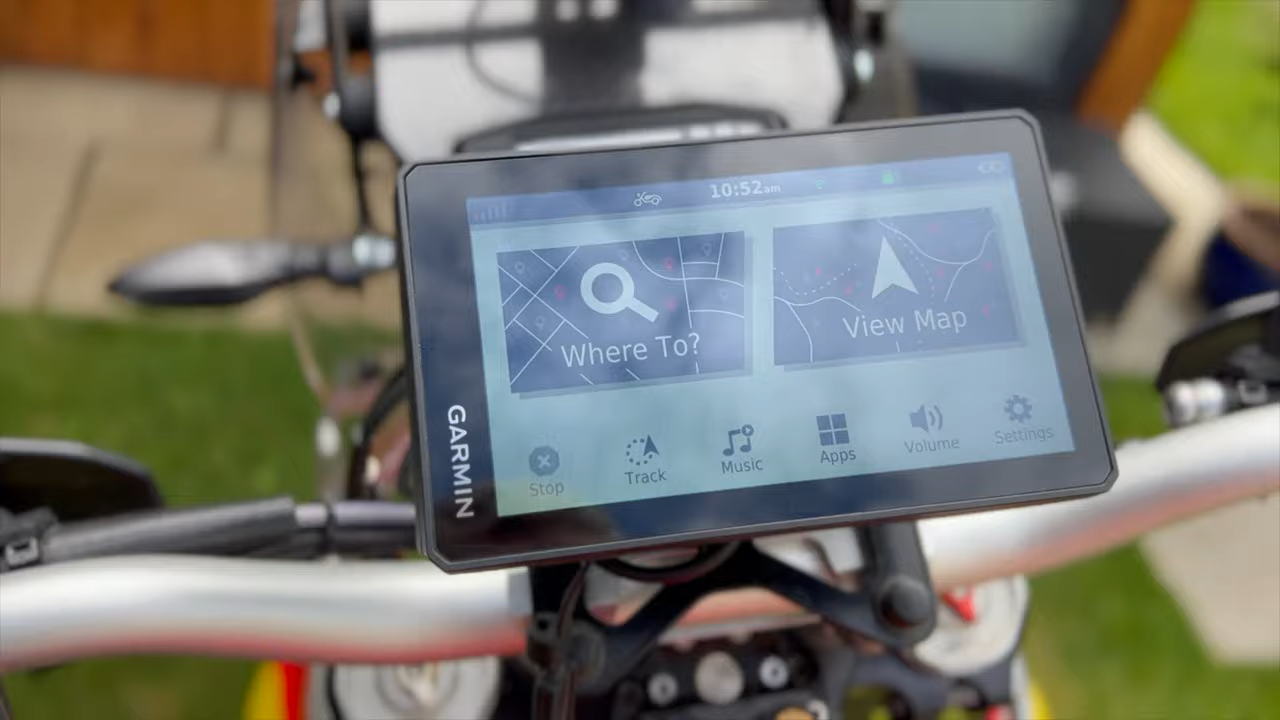 10:52am
Where To?
View Map
GARMIN
Stop
Track
Music
Apps
Volume
Settings